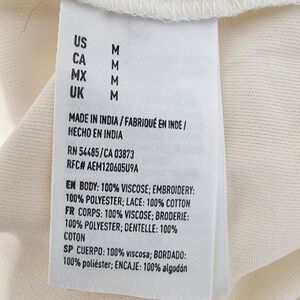 US M
CA M
MX M
UK M
MADE IN INDIA / FABRIQUÉ EN INDE /
HECHO EN INDIA
RN 54485/CA 03873
RFC# AEM120605U9A
EN BODY: 100% VISCOSE; EMBROIDERY:
100% POLYESTER; LACE: 100% COTTON
FR CORPS: 100% VISCOSE; BRODERIE:
100% POLYESTER; DENTELLE: 100%
COTON
SP CUERPO: 100% viscosa; BORDADO:
100% poliéster; ENCAJE: 100% algodón